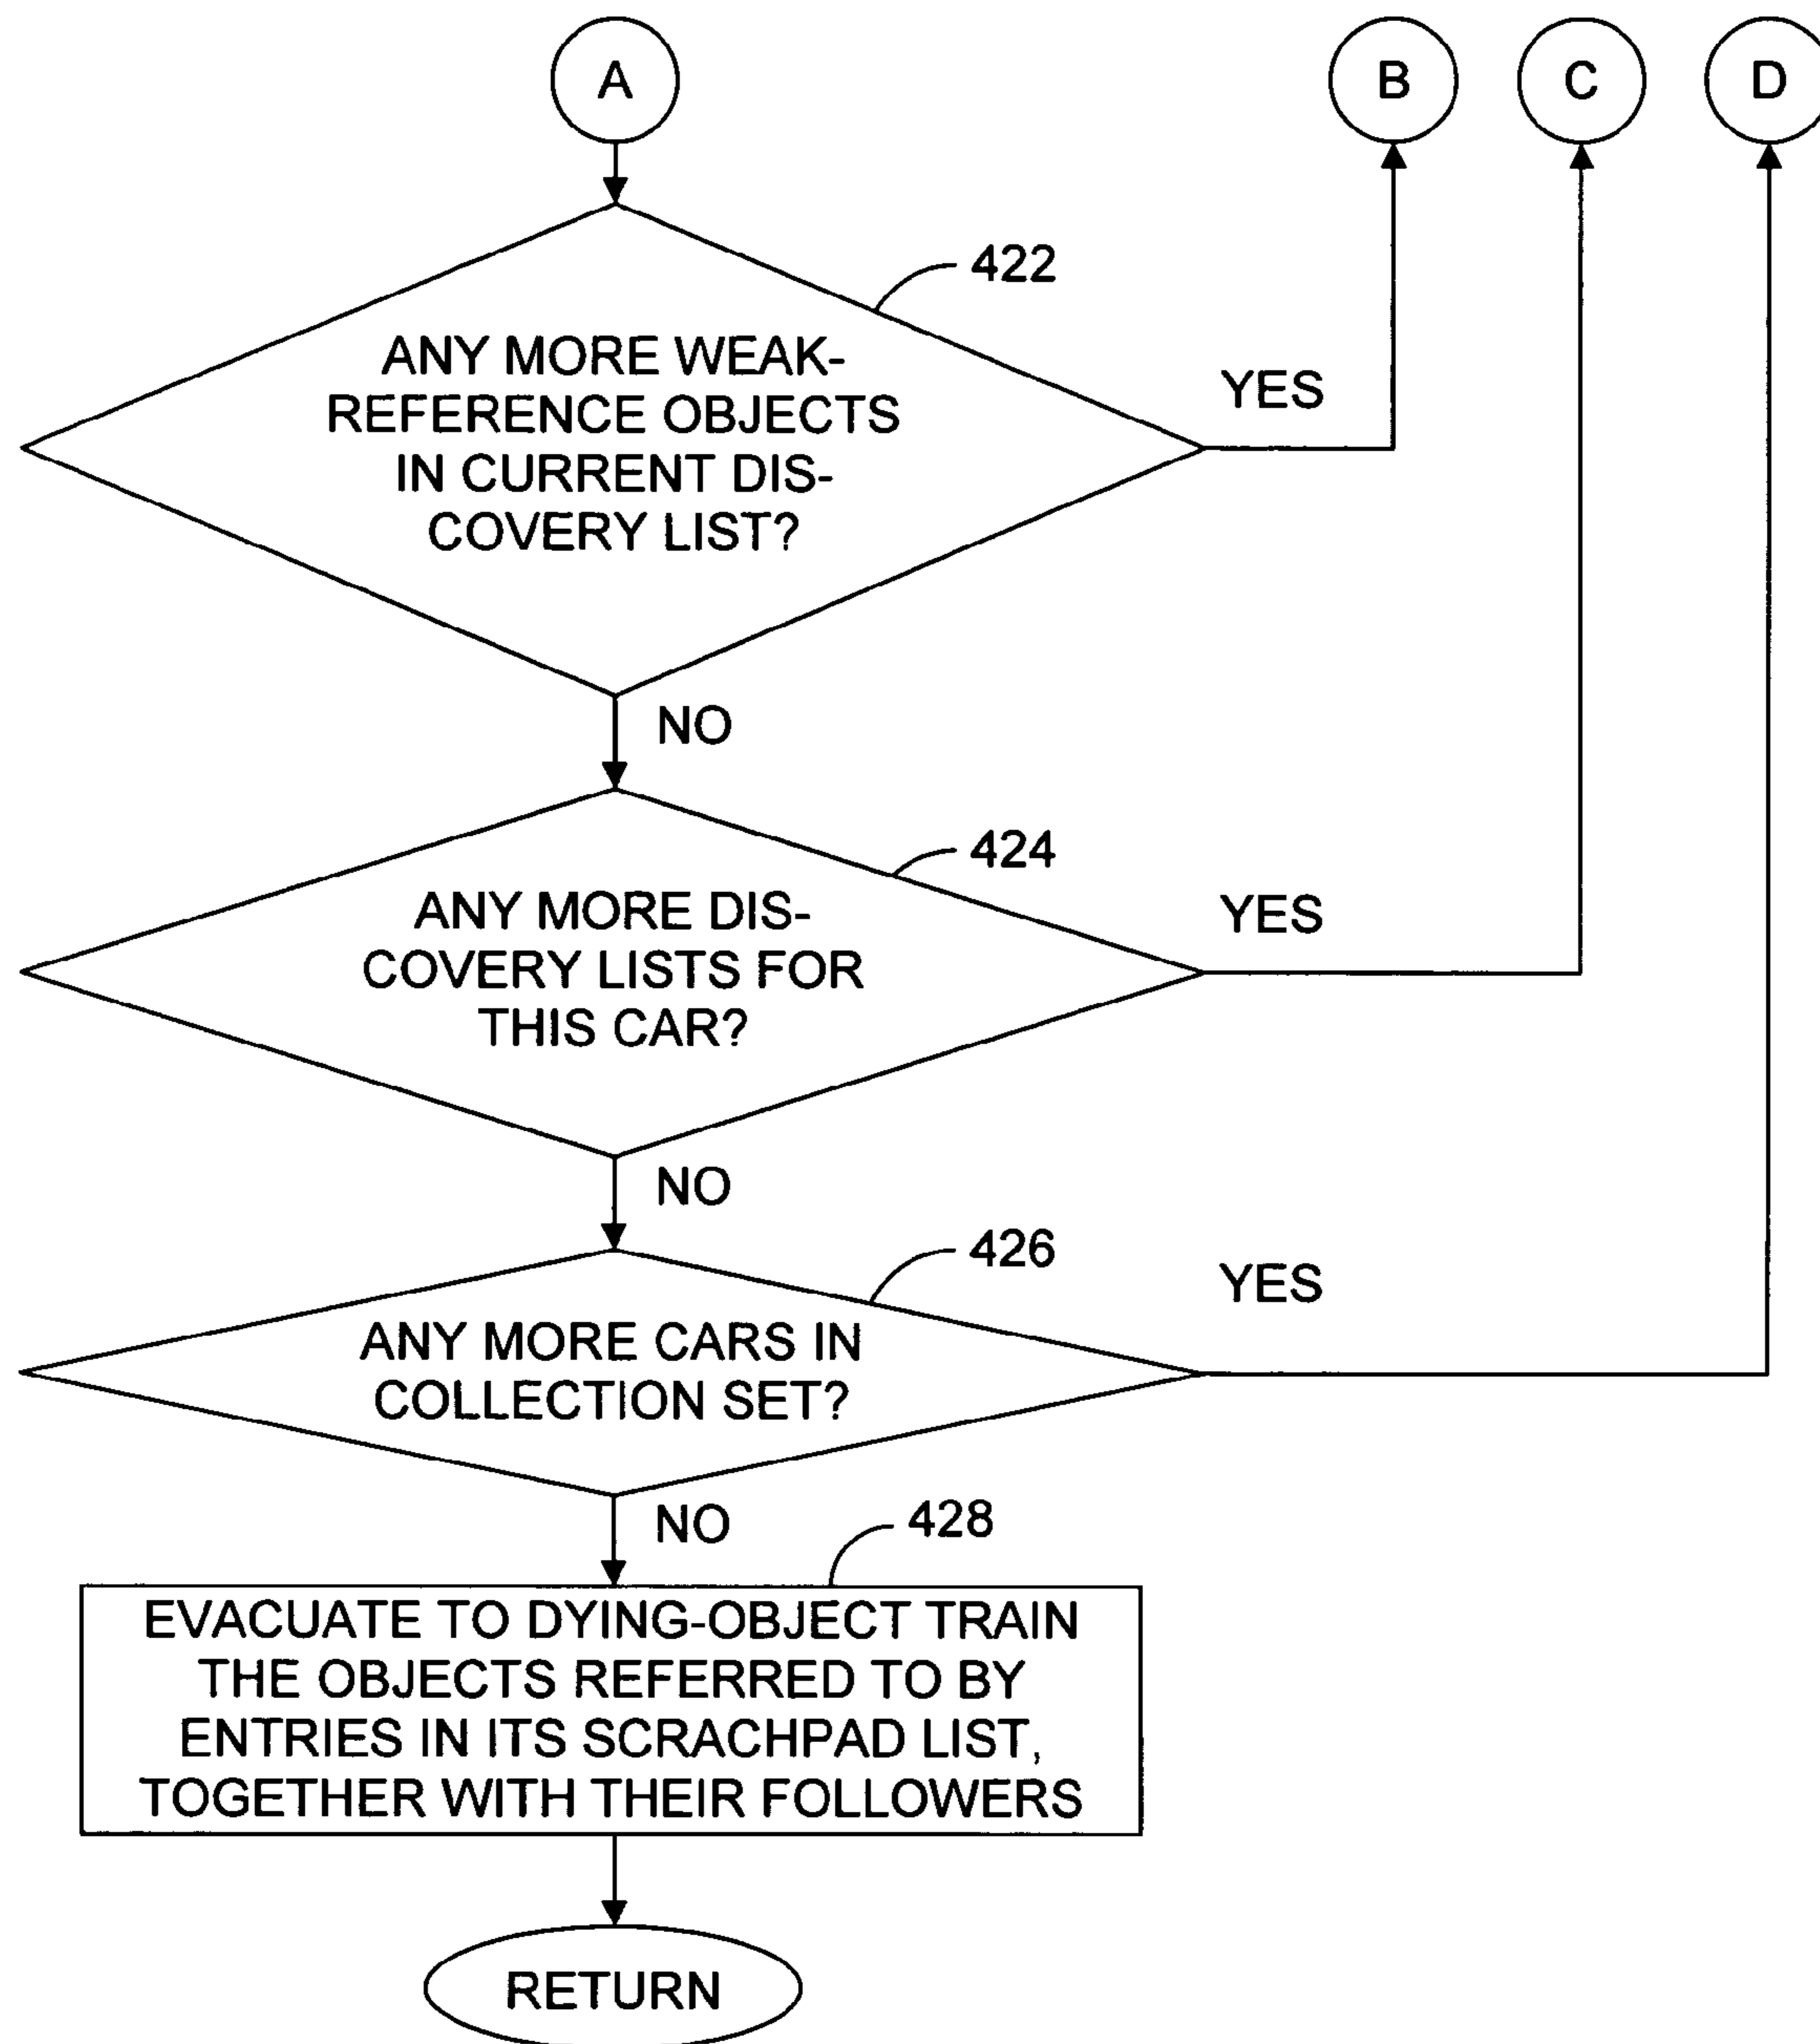 A
B
C
D
422
ANY MORE WEAK-
REFERENCE OBJECTS
IN CURRENT DIS-
COVERY LIST?
YES
NO
424
ANY MORE DIS-
COVERY LISTS FOR
THIS CAR?
YES
NO
426
ANY MORE CARS IN
COLLECTION SET?
YES
NO
428
EVACUATE TO DYING-OBJECT TRAIN
THE OBJECTS REFERRED TO BY
ENTRIES IN ITS SCRACHPAD LIST,
TOGETHER WITH THEIR FOLLOWERS
RETURN